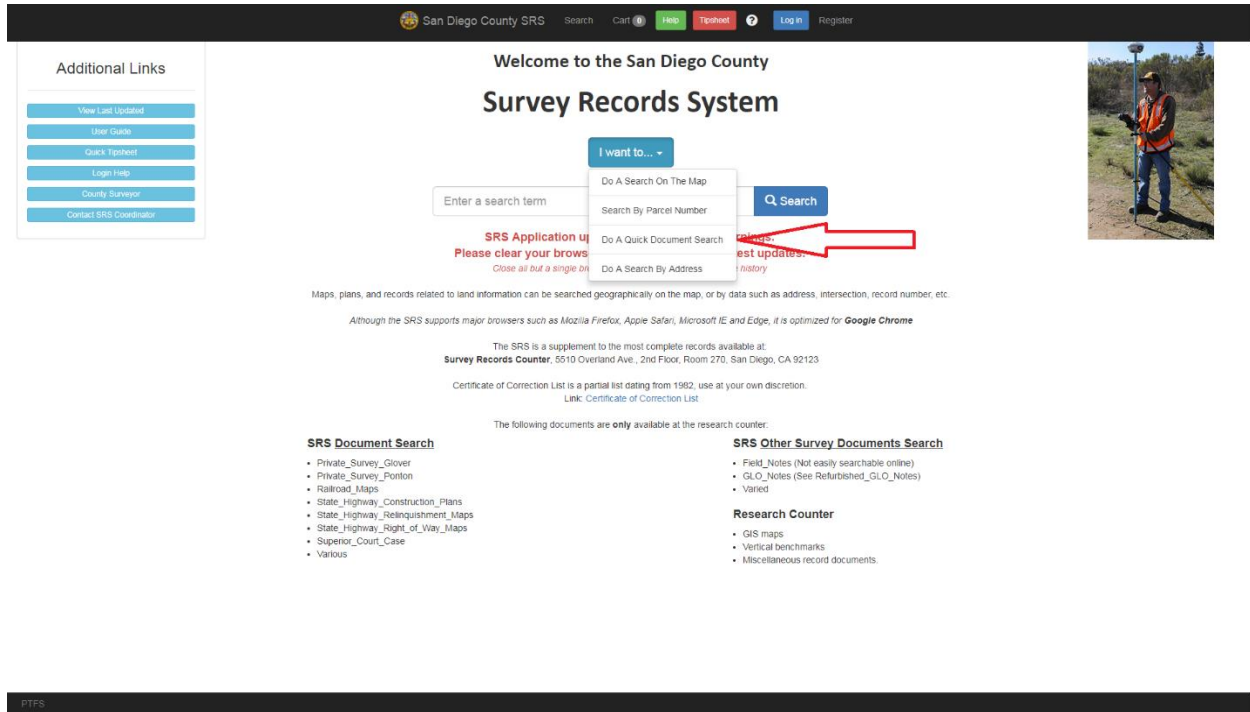 San Diego County SRS Search Cart 0 Help Tipsheet ? Log in Register
Additional Links
View Last Updated
User Guide
Quick Tipsheet
Login Help
County Surveyor
Contact SRS Coordinator
Welcome to the San Diego County
Survey Records System
I want to...
Do A Search On The Map
Search By Parcel Number
Do A Quick Document Search
Do A Search By Address
Enter a search term
Search
SRS Application
Please clear your est updates.
Close all but a single history
Maps, plans, and records related to land information can be searched geographically on the map, or by data such as address, intersection, record number, etc.
Although the SRS supports major browsers such as Mozilla Firefox, Apple Safari, Microsoft IE and Edge, it is optimized for Google Chrome
The SRS is a supplement to the most complete records available at:
Survey Records Counter, 5510 Overland Ave., 2nd Floor, Room 270, San Diego, CA 92123
Certificate of Correction List is a partial list dating from 1982, use at your own discretion.
Link: Certificate of Correction List
The following documents are only available at the research counter:
SRS Document Search
• Private_Survey_Glover
• Private_Survey_Ponton
• Railroad_Maps
• State_Highway_Construction_Plans
• State_Highway_Relinquishment_Maps
• State_Highway_Right_of_Way_Maps
• Superior_Court_Case
• Various
SRS Other Survey Documents Search
• Field_Notes (Not easily searchable online)
• GLO_Notes (See Refurbished_GLO_Notes)
• Varied
Research Counter
• GIS maps
• Vertical benchmarks
• Miscellaneous record documents.
PTFS